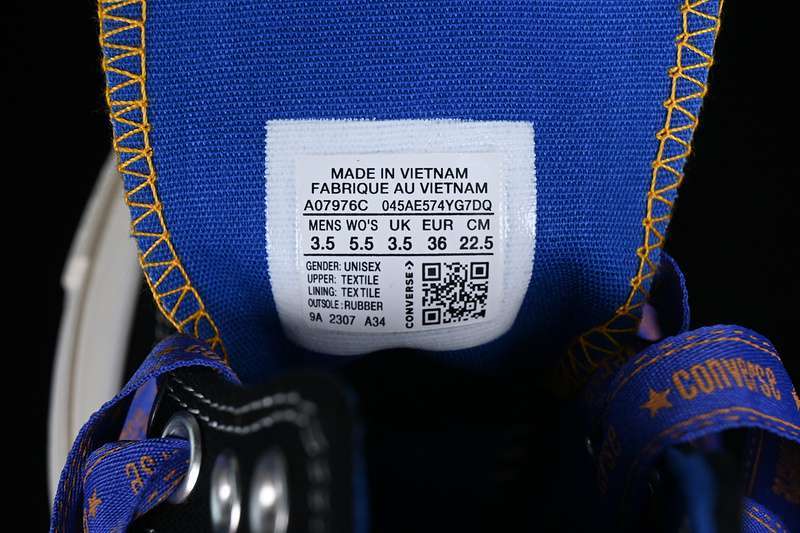 MADE IN VIETNAM
FABRIQUE AU VIETNAM
A07976C 045AE574YG7DQ
MENS WO'S UK EUR CM
3.5 5.5 3.5 36 22.5
GENDER: UNISEX
UPPER: TEXTILE
LINING: TEXTILE
OUTSOLE: RUBBER
9A 2307 A34
CONVERSE
converse